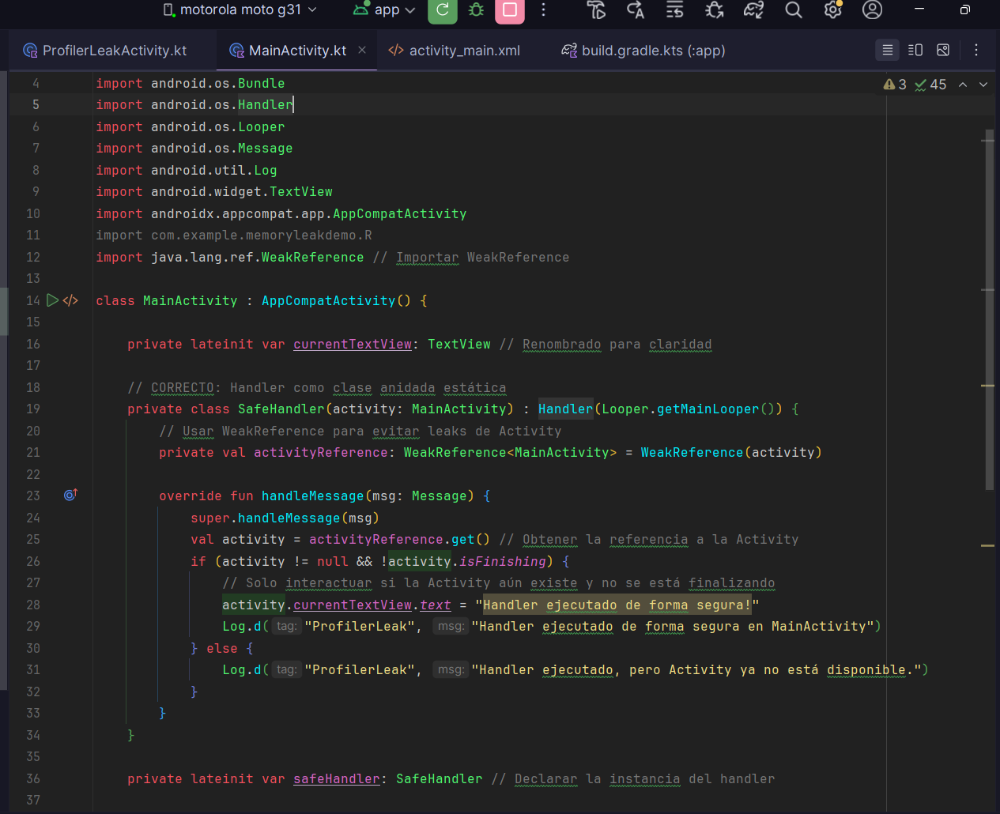 motorola moto g31 app
ProfilerLeakActivity.kt MainActivity.kt activity_main.xml build.gradle.kts (:app)
3 45
4 import android.os.Bundle
5 import android.os.Handler
6 import android.os.Looper
7 import android.os.Message
8 import android.util.Log
9 import android.widget.TextView
10 import androidx.appcompat.app.AppCompatActivity
11 import com.example.memoryleakdemo.R
12 import java.lang.ref.WeakReference // Importar WeakReference
13
14 class MainActivity : AppCompatActivity() {
15
16 private lateinit var currentTextView: TextView // Renombrado para claridad
17
18 // CORRECTO: Handler como clase anidada estática
19 private class SafeHandler(activity: MainActivity) : Handler(Looper.getMainLooper()) {
20 // Usar WeakReference para evitar leaks de Activity
21 private val activityReference: WeakReference<MainActivity> = WeakReference(activity)
22
23 override fun handleMessage(msg: Message) {
24 super.handleMessage(msg)
25 val activity = activityReference.get() // Obtener la referencia a la Activity
26 if (activity != null && !activity.isFinishing) {
27 // Solo interactuar si la Activity aún existe y no se está finalizando
28 activity.currentTextView.text = "Handler ejecutado de forma segura!"
29 Log.d( tag: "ProfilerLeak", msg: "Handler ejecutado de forma segura en MainActivity")
30 } else {
31 Log.d( tag: "ProfilerLeak", msg: "Handler ejecutado, pero Activity ya no está disponible.")
32 }
33 }
34 }
35
36 private lateinit var safeHandler: SafeHandler // Declarar la instancia del handler
37